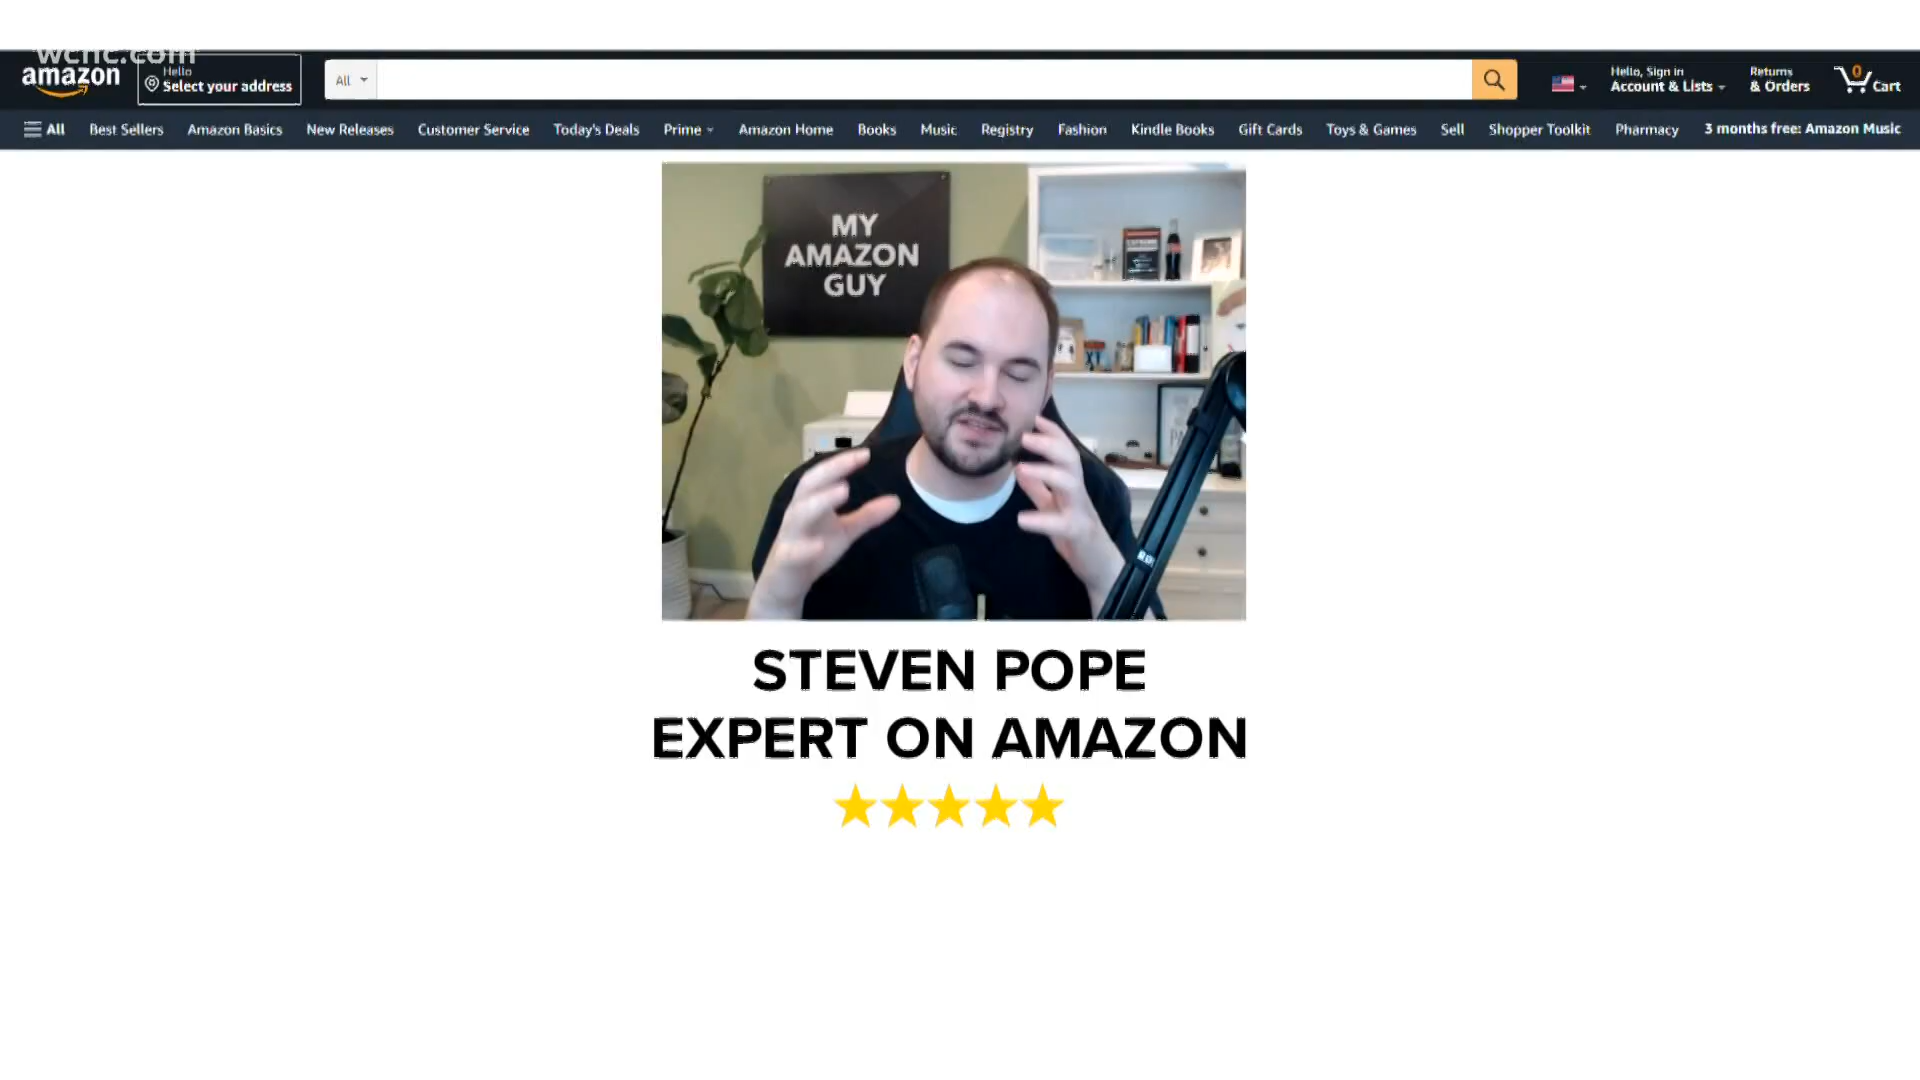 wcnc.com
amazon
Hello
Select your address
All
Hello, Sign in
Account & Lists
Returns
& Orders
0
Cart
All
Best Sellers
Amazon Basics
New Releases
Customer Service
Today's Deals
Prime
Amazon Home
Books
Music
Registry
Fashion
Kindle Books
Gift Cards
Toys & Games
Sell
Shopper Toolkit
Pharmacy
3 months free: Amazon Music
MY
AMAZON
GUY
STEVEN POPE
EXPERT ON AMAZON